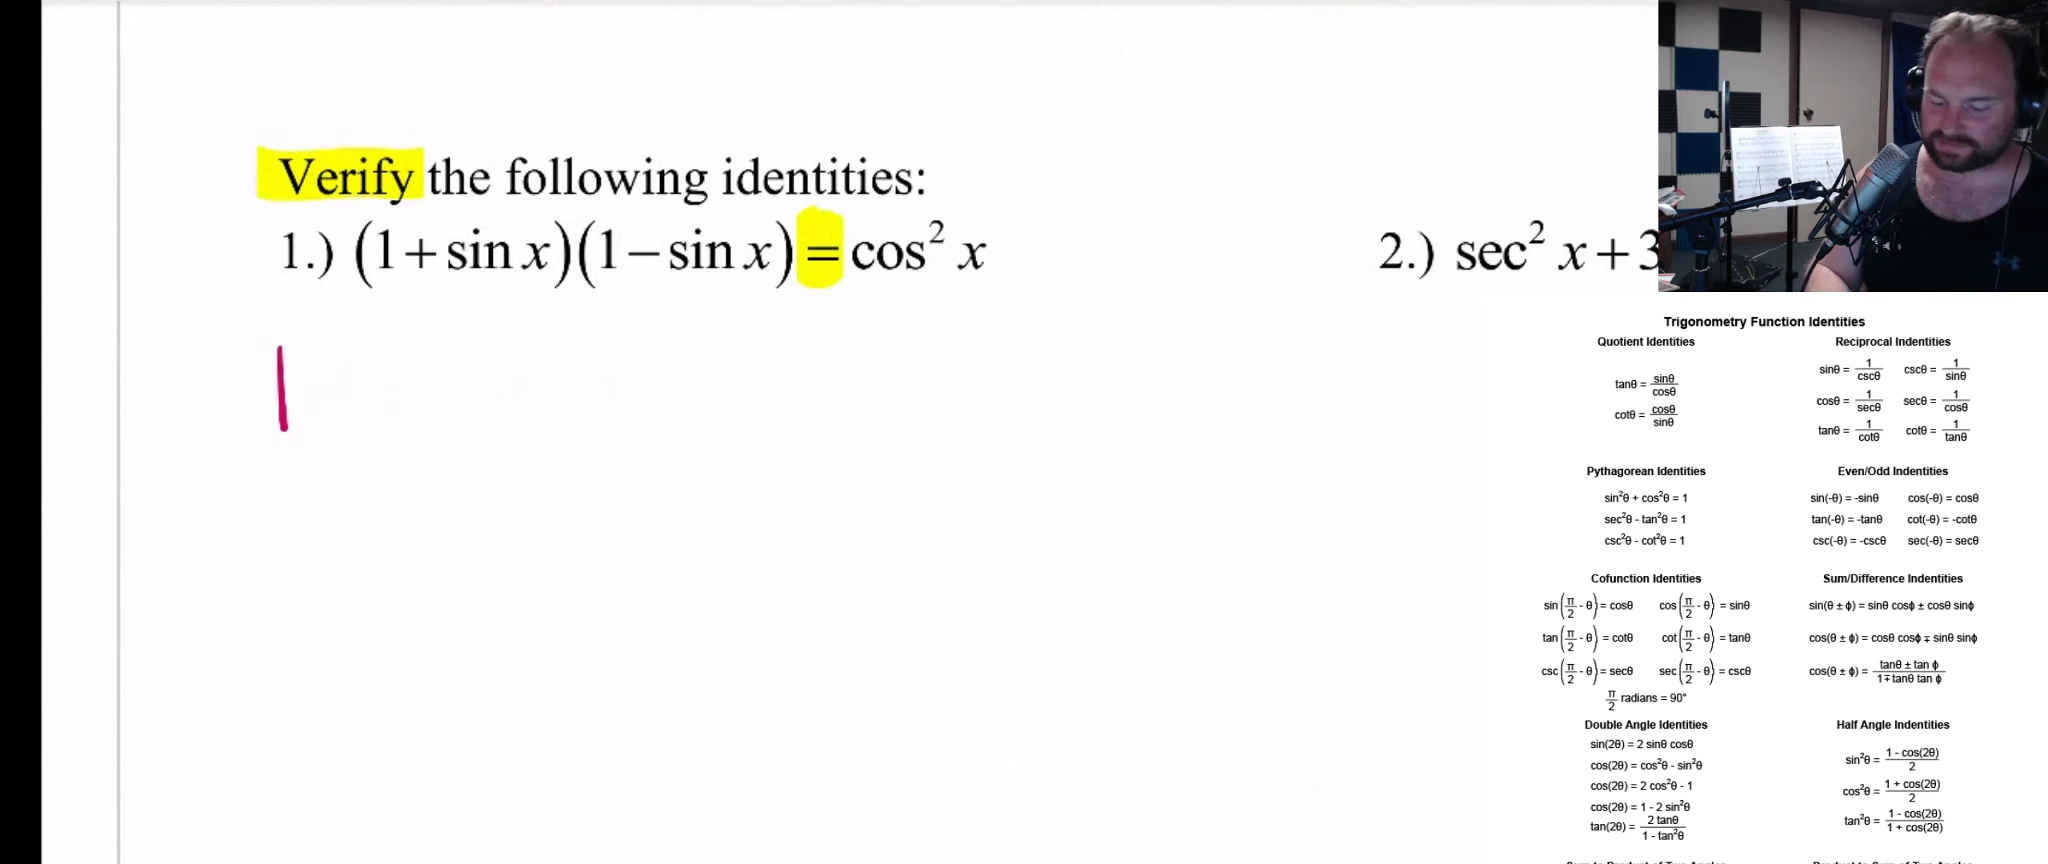 Verify the following identities:
1.) (1+sin x)(1−sin x)=cos² x
2.) sec² x+3
Trigonometry Function Identities
Quotient Identities
tanθ = sinθ/cosθ
cotθ = cosθ/sinθ
Reciprocal Indentities
sinθ = 1/cscθ cscθ = 1/sinθ
cosθ = 1/secθ secθ = 1/cosθ
tanθ = 1/cotθ cotθ = 1/tanθ
Pythagorean Identities
sin²θ + cos²θ = 1
sec²θ - tan²θ = 1
csc²θ - cot²θ = 1
Even/Odd Indentities
sin(-θ) = -sinθ cos(-θ) = cosθ
tan(-θ) = -tanθ cot(-θ) = -cotθ
csc(-θ) = -cscθ sec(-θ) = secθ
Cofunction Identities
sin(π/2 - θ) = cosθ cos(π/2 - θ) = sinθ
tan(π/2 - θ) = cotθ cot(π/2 - θ) = tanθ
csc(π/2 - θ) = secθ sec(π/2 - θ) = cscθ
π/2 radians = 90°
Sum/Difference Indentities
sin(θ ± ϕ) = sinθ cosϕ ± cosθ sinϕ
cos(θ ± ϕ) = cosθ cosϕ ∓ sinθ sinϕ
cos(θ ± ϕ) = tanθ ± tan ϕ/1∓tanθ tan ϕ
Double Angle Identities
sin(2θ) = 2 sinθ cosθ
cos(2θ) = cos²θ - sin²θ
cos(2θ) = 2 cos²θ - 1
cos(2θ) = 1 - 2 sin²θ
tan(2θ) = 2 tanθ/1 - tan²θ
Half Angle Indentities
sin²θ = 1 - cos(2θ)/2
cos²θ = 1 + cos(2θ)/2
tan²θ = 1 - cos(2θ)/1 + cos(2θ)